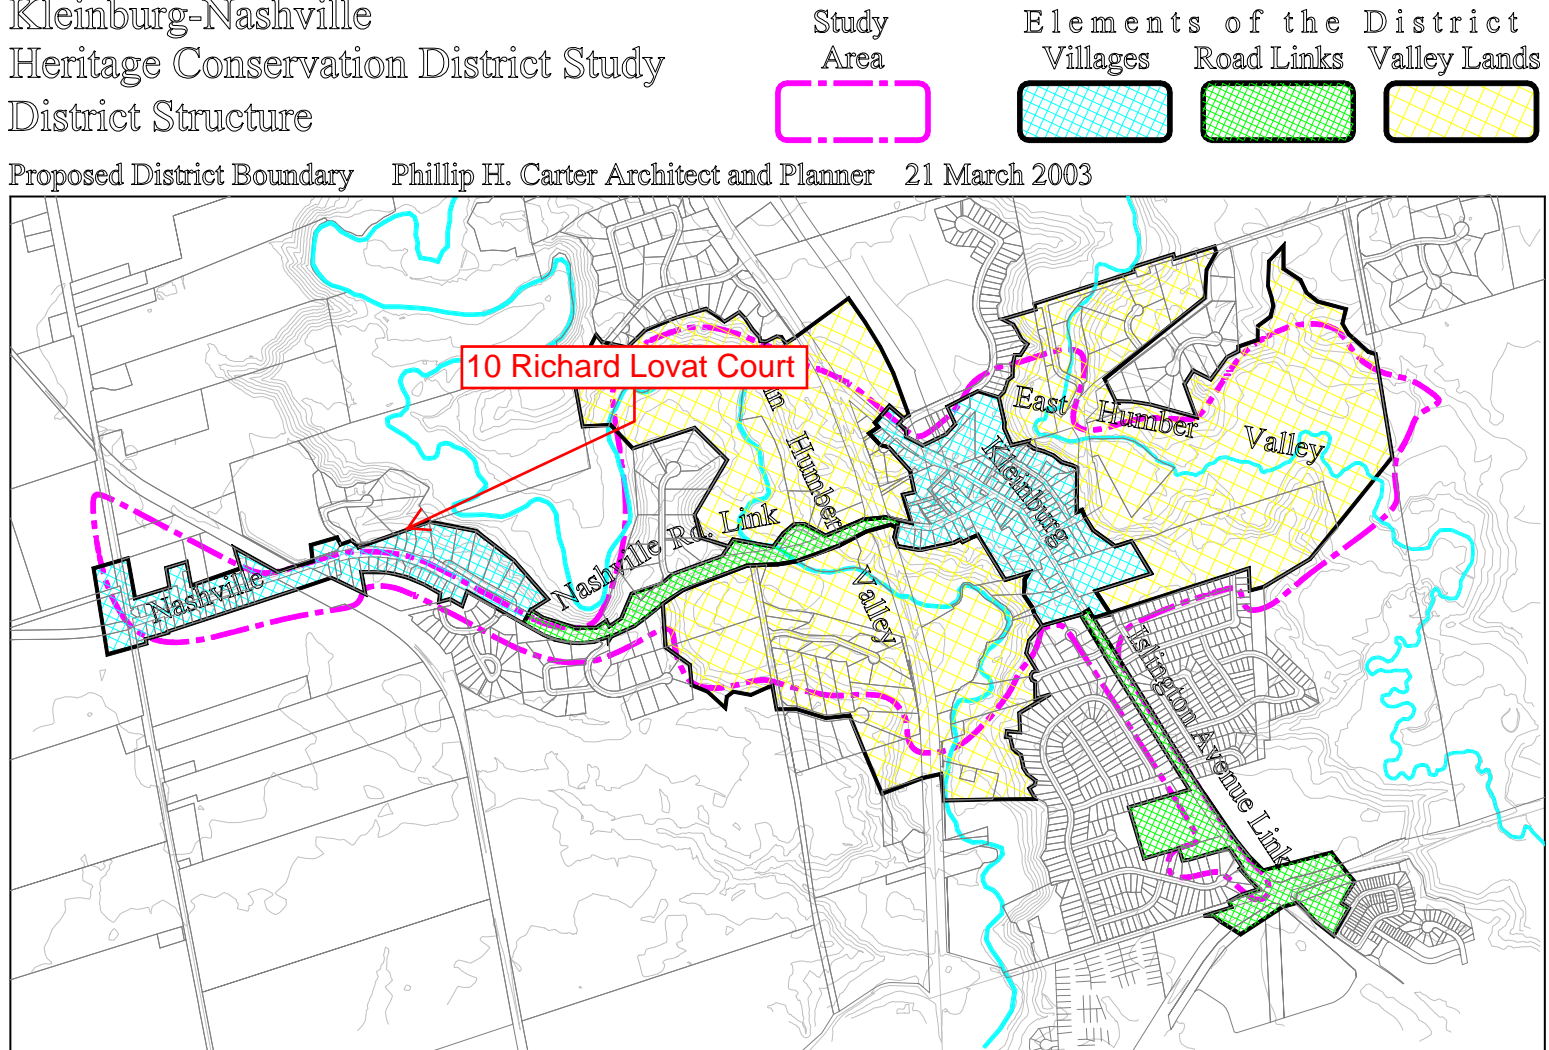 Kleinburg-Nashville
Heritage Conservation District Study
District Structure
Study Area
Elements of the District
Villages Road Links Valley Lands
Proposed District Boundary Phillip H. Carter Architect and Planner 21 March 2003
10 Richard Lovat Court
Humber
Valley
East Humber Valley
Kleinburg
Nashville Rd. Link
Nashville
Islington Avenue Link